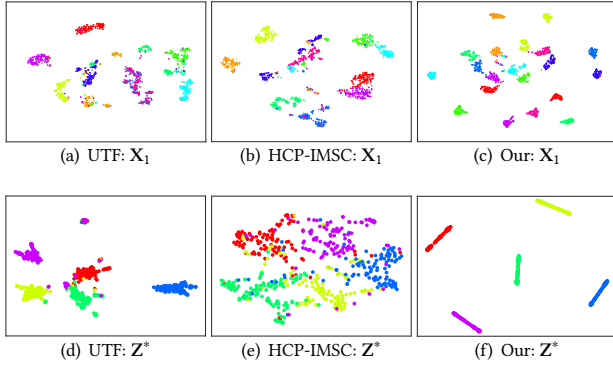 (a) UTF: X₁ (b) HCP-IMSC: X₁ (c) Our: X₁
(d) UTF: Z* (e) HCP-IMSC: Z* (f) Our: Z*